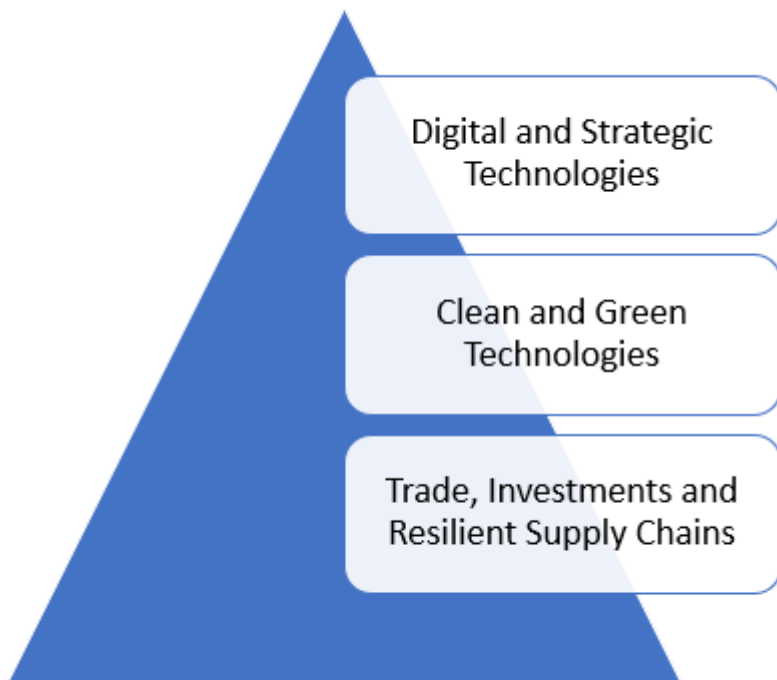 Digital and Strategic
Technologies
Clean and Green
Technologies
Trade, Investments and
Resilient Supply Chains